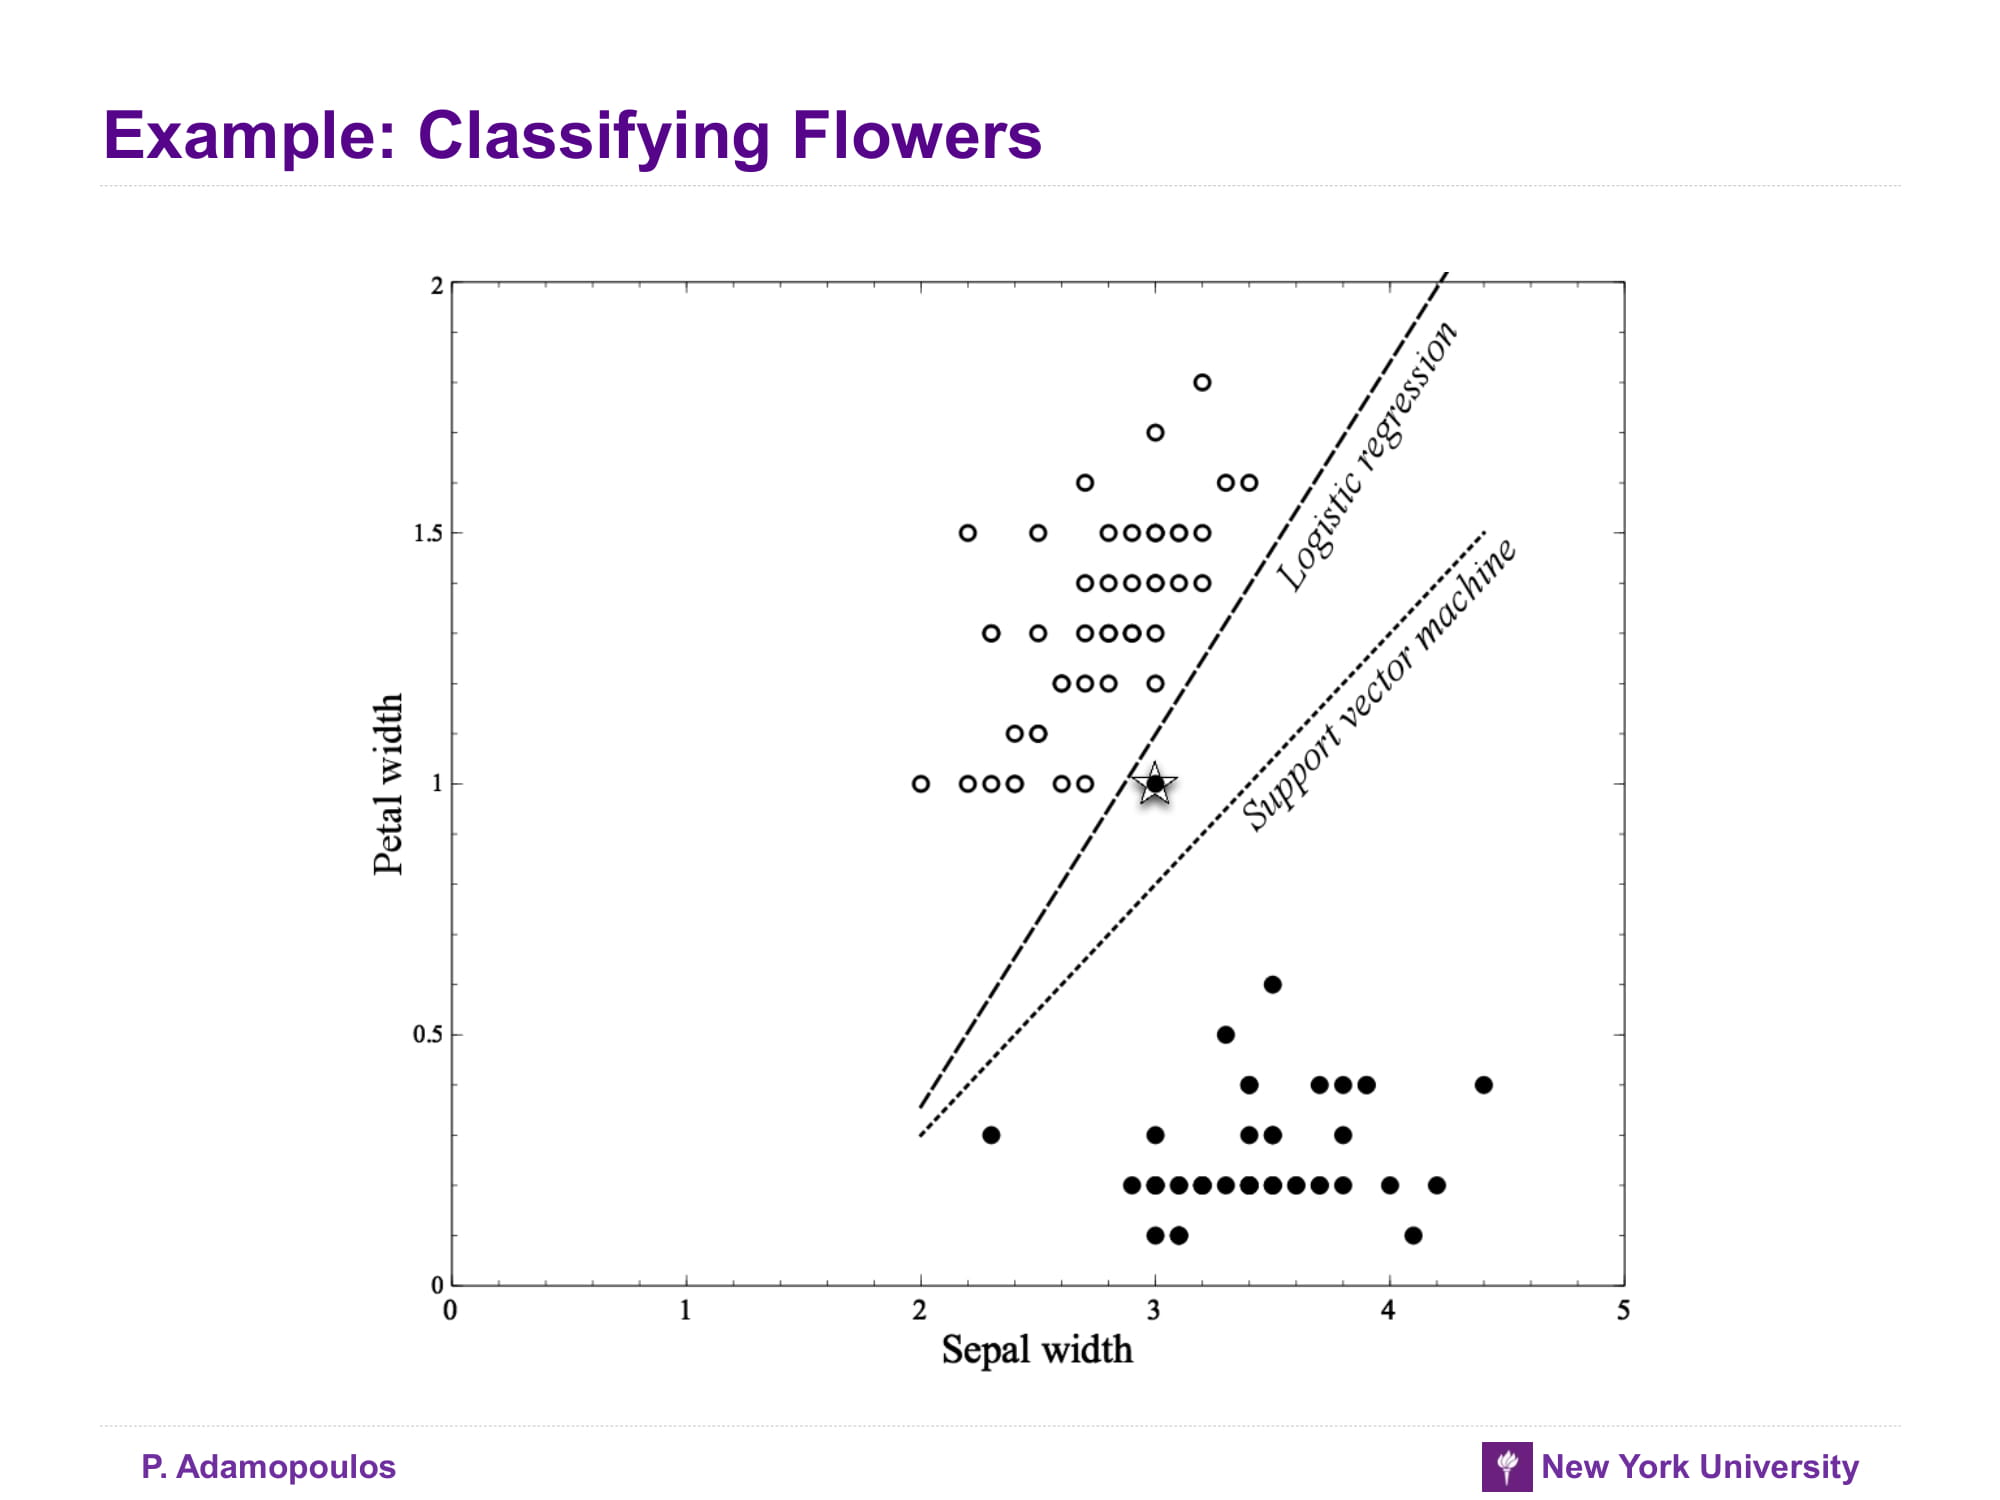 Example: Classifying Flowers
2
1.5
1
0.5
0
Petal width
Logistic regression
Support vector machine
0 1 2 3 4 5
Sepal width
P. Adamopoulos
New York University